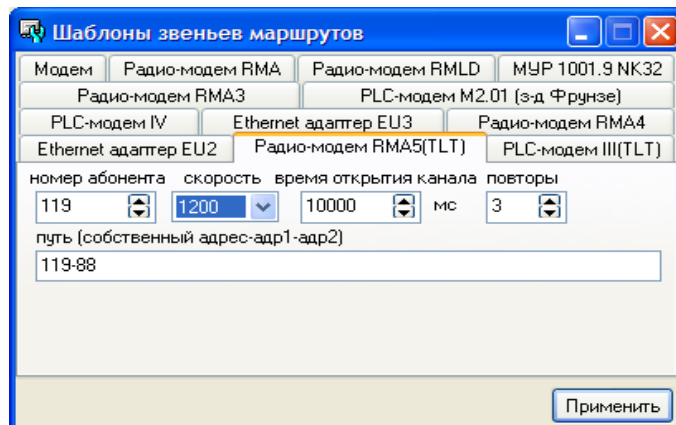 Шаблоны звеньев маршрутов
Модем Радио-модем RMA Радио-модем RMLD МУР 1001.9 NK32
Радио-модем RMA3 PLC-модем M2.01 (з-д Фрунзе)
PLC-модем IV Ethernet адаптер EU3 Радио-модем RMA4
Ethernet адаптер EU2 Радио-модем RMA5(TLT) PLC-модем III(TLT)
номер абонента скорость время открытия канала повторы
119 1200 10000 мс 3
путь (собственный адрес-адр1-адр2)
119-88
Применить